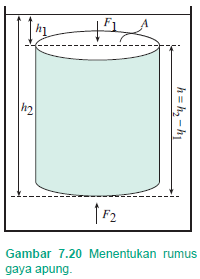 h1
F1
A
h2
h = h2 – h1
F2
Gambar 7.20 Menentukan rumus
gaya apung.